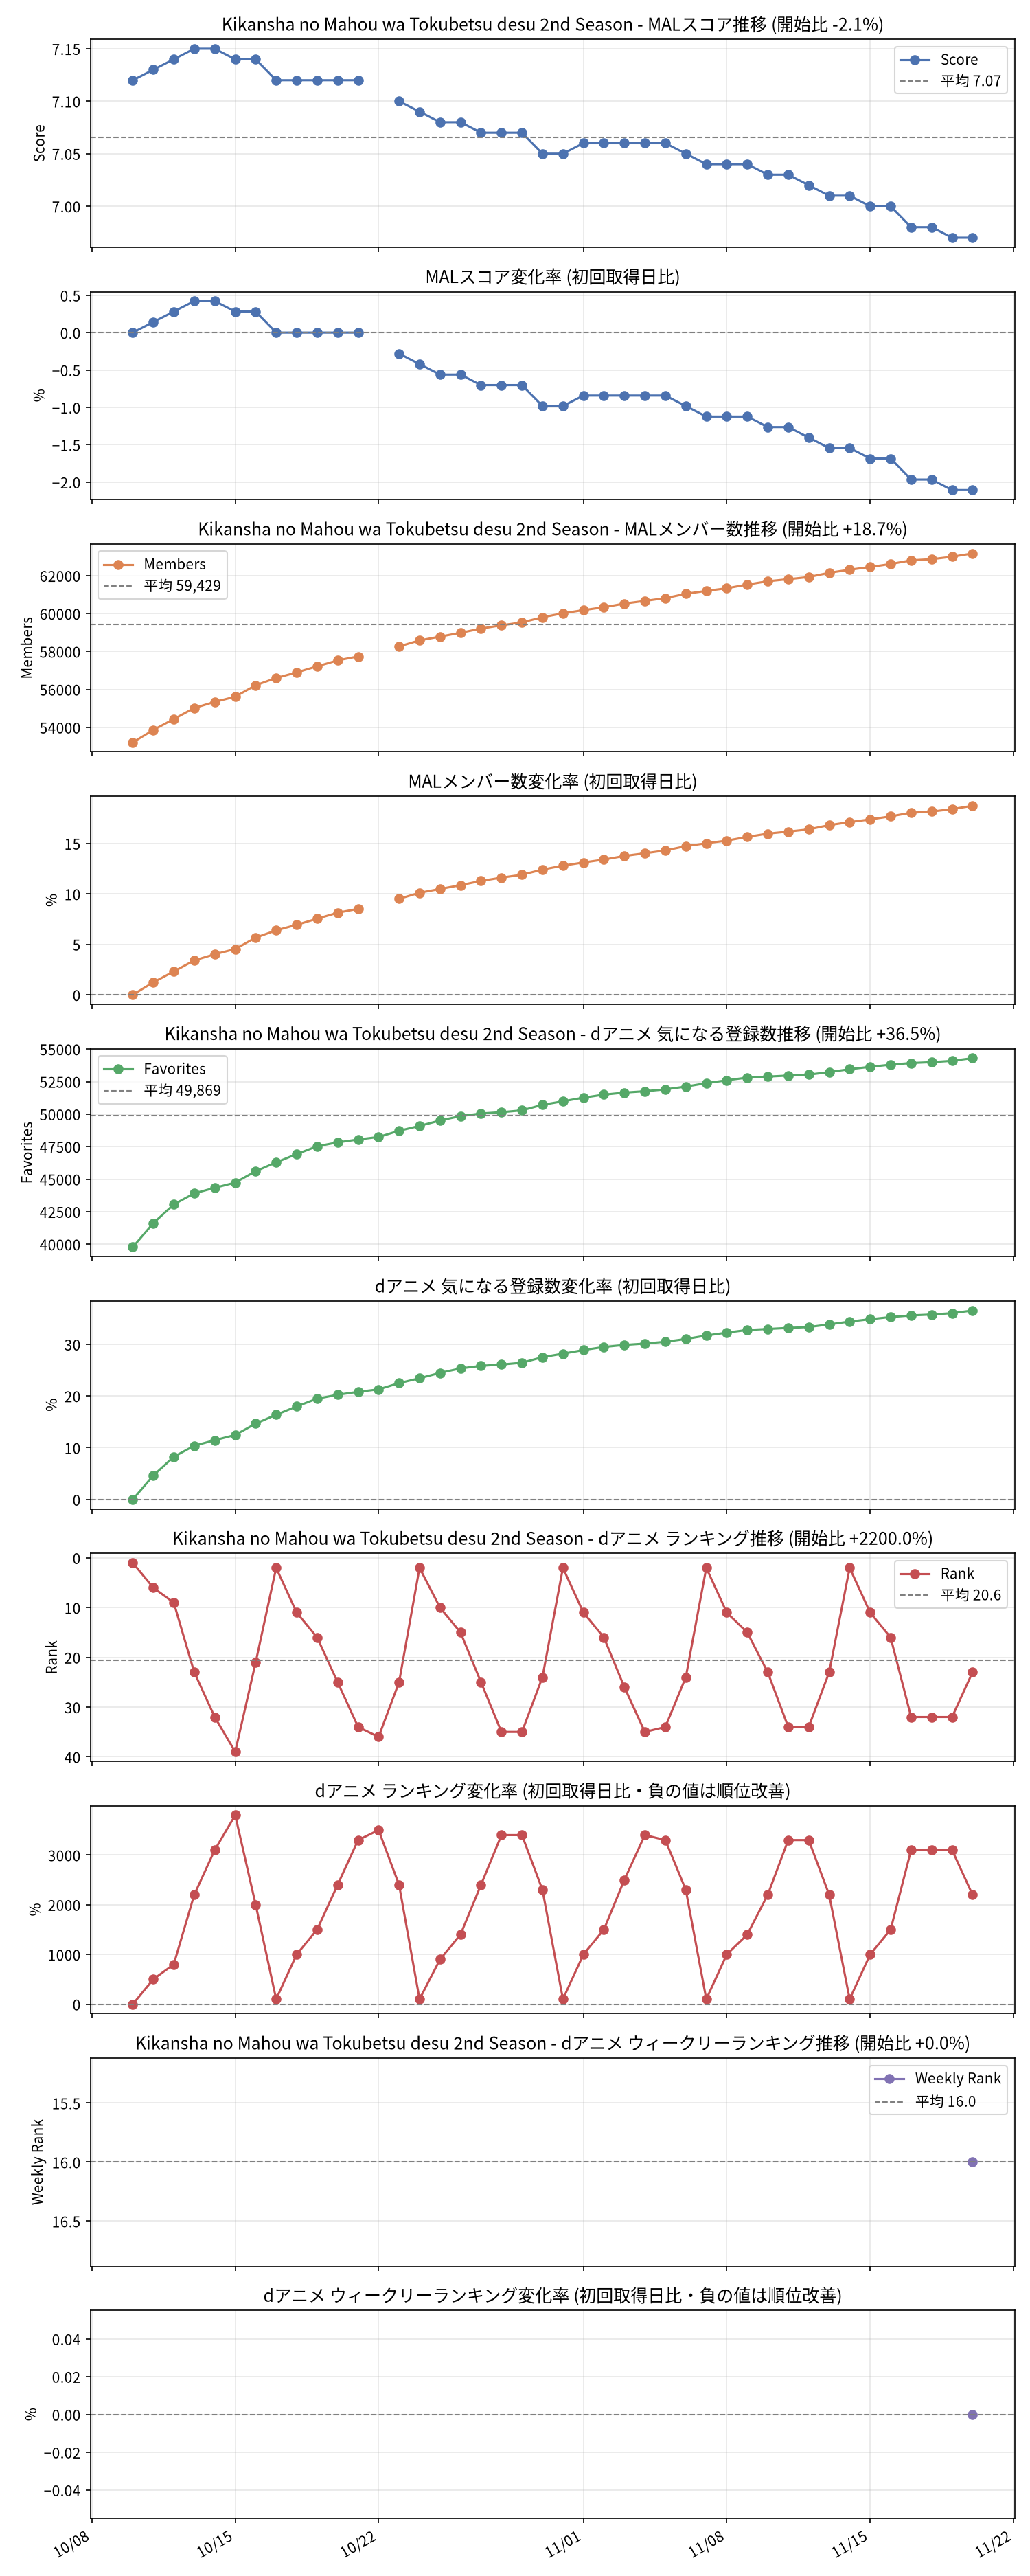 Kikansha no Mahou wa Tokubetsu desu 2nd Season - MALスコア推移 (開始比 -2.1%)
7.15
7.10
7.05
7.00
Score
Score
平均 7.07
MALスコア変化率 (初回取得日比)
0.5
0.0
−0.5
−1.0
−1.5
−2.0
%
Kikansha no Mahou wa Tokubetsu desu 2nd Season - MALメンバー数推移 (開始比 +18.7%)
62000
60000
58000
56000
54000
Members
Members
平均 59,429
MALメンバー数変化率 (初回取得日比)
15
10
5
0
%
Kikansha no Mahou wa Tokubetsu desu 2nd Season - dアニメ 気になる登録数推移 (開始比 +36.5%)
55000
52500
50000
47500
45000
42500
40000
Favorites
Favorites
平均 49,869
dアニメ 気になる登録数変化率 (初回取得日比)
30
20
10
0
%
Kikansha no Mahou wa Tokubetsu desu 2nd Season - dアニメ ランキング推移 (開始比 +2200.0%)
0
10
20
30
40
Rank
Rank
平均 20.6
dアニメ ランキング変化率 (初回取得日比・負の値は順位改善)
3000
2000
1000
0
%
Kikansha no Mahou wa Tokubetsu desu 2nd Season - dアニメ ウィークリーランキング推移 (開始比 +0.0%)
15.5
16.0
16.5
Weekly Rank
Weekly Rank
平均 16.0
dアニメ ウィークリーランキング変化率 (初回取得日比・負の値は順位改善)
0.04
0.02
0.00
−0.02
−0.04
%
10/08
10/15
10/22
11/01
11/08
11/15
11/22